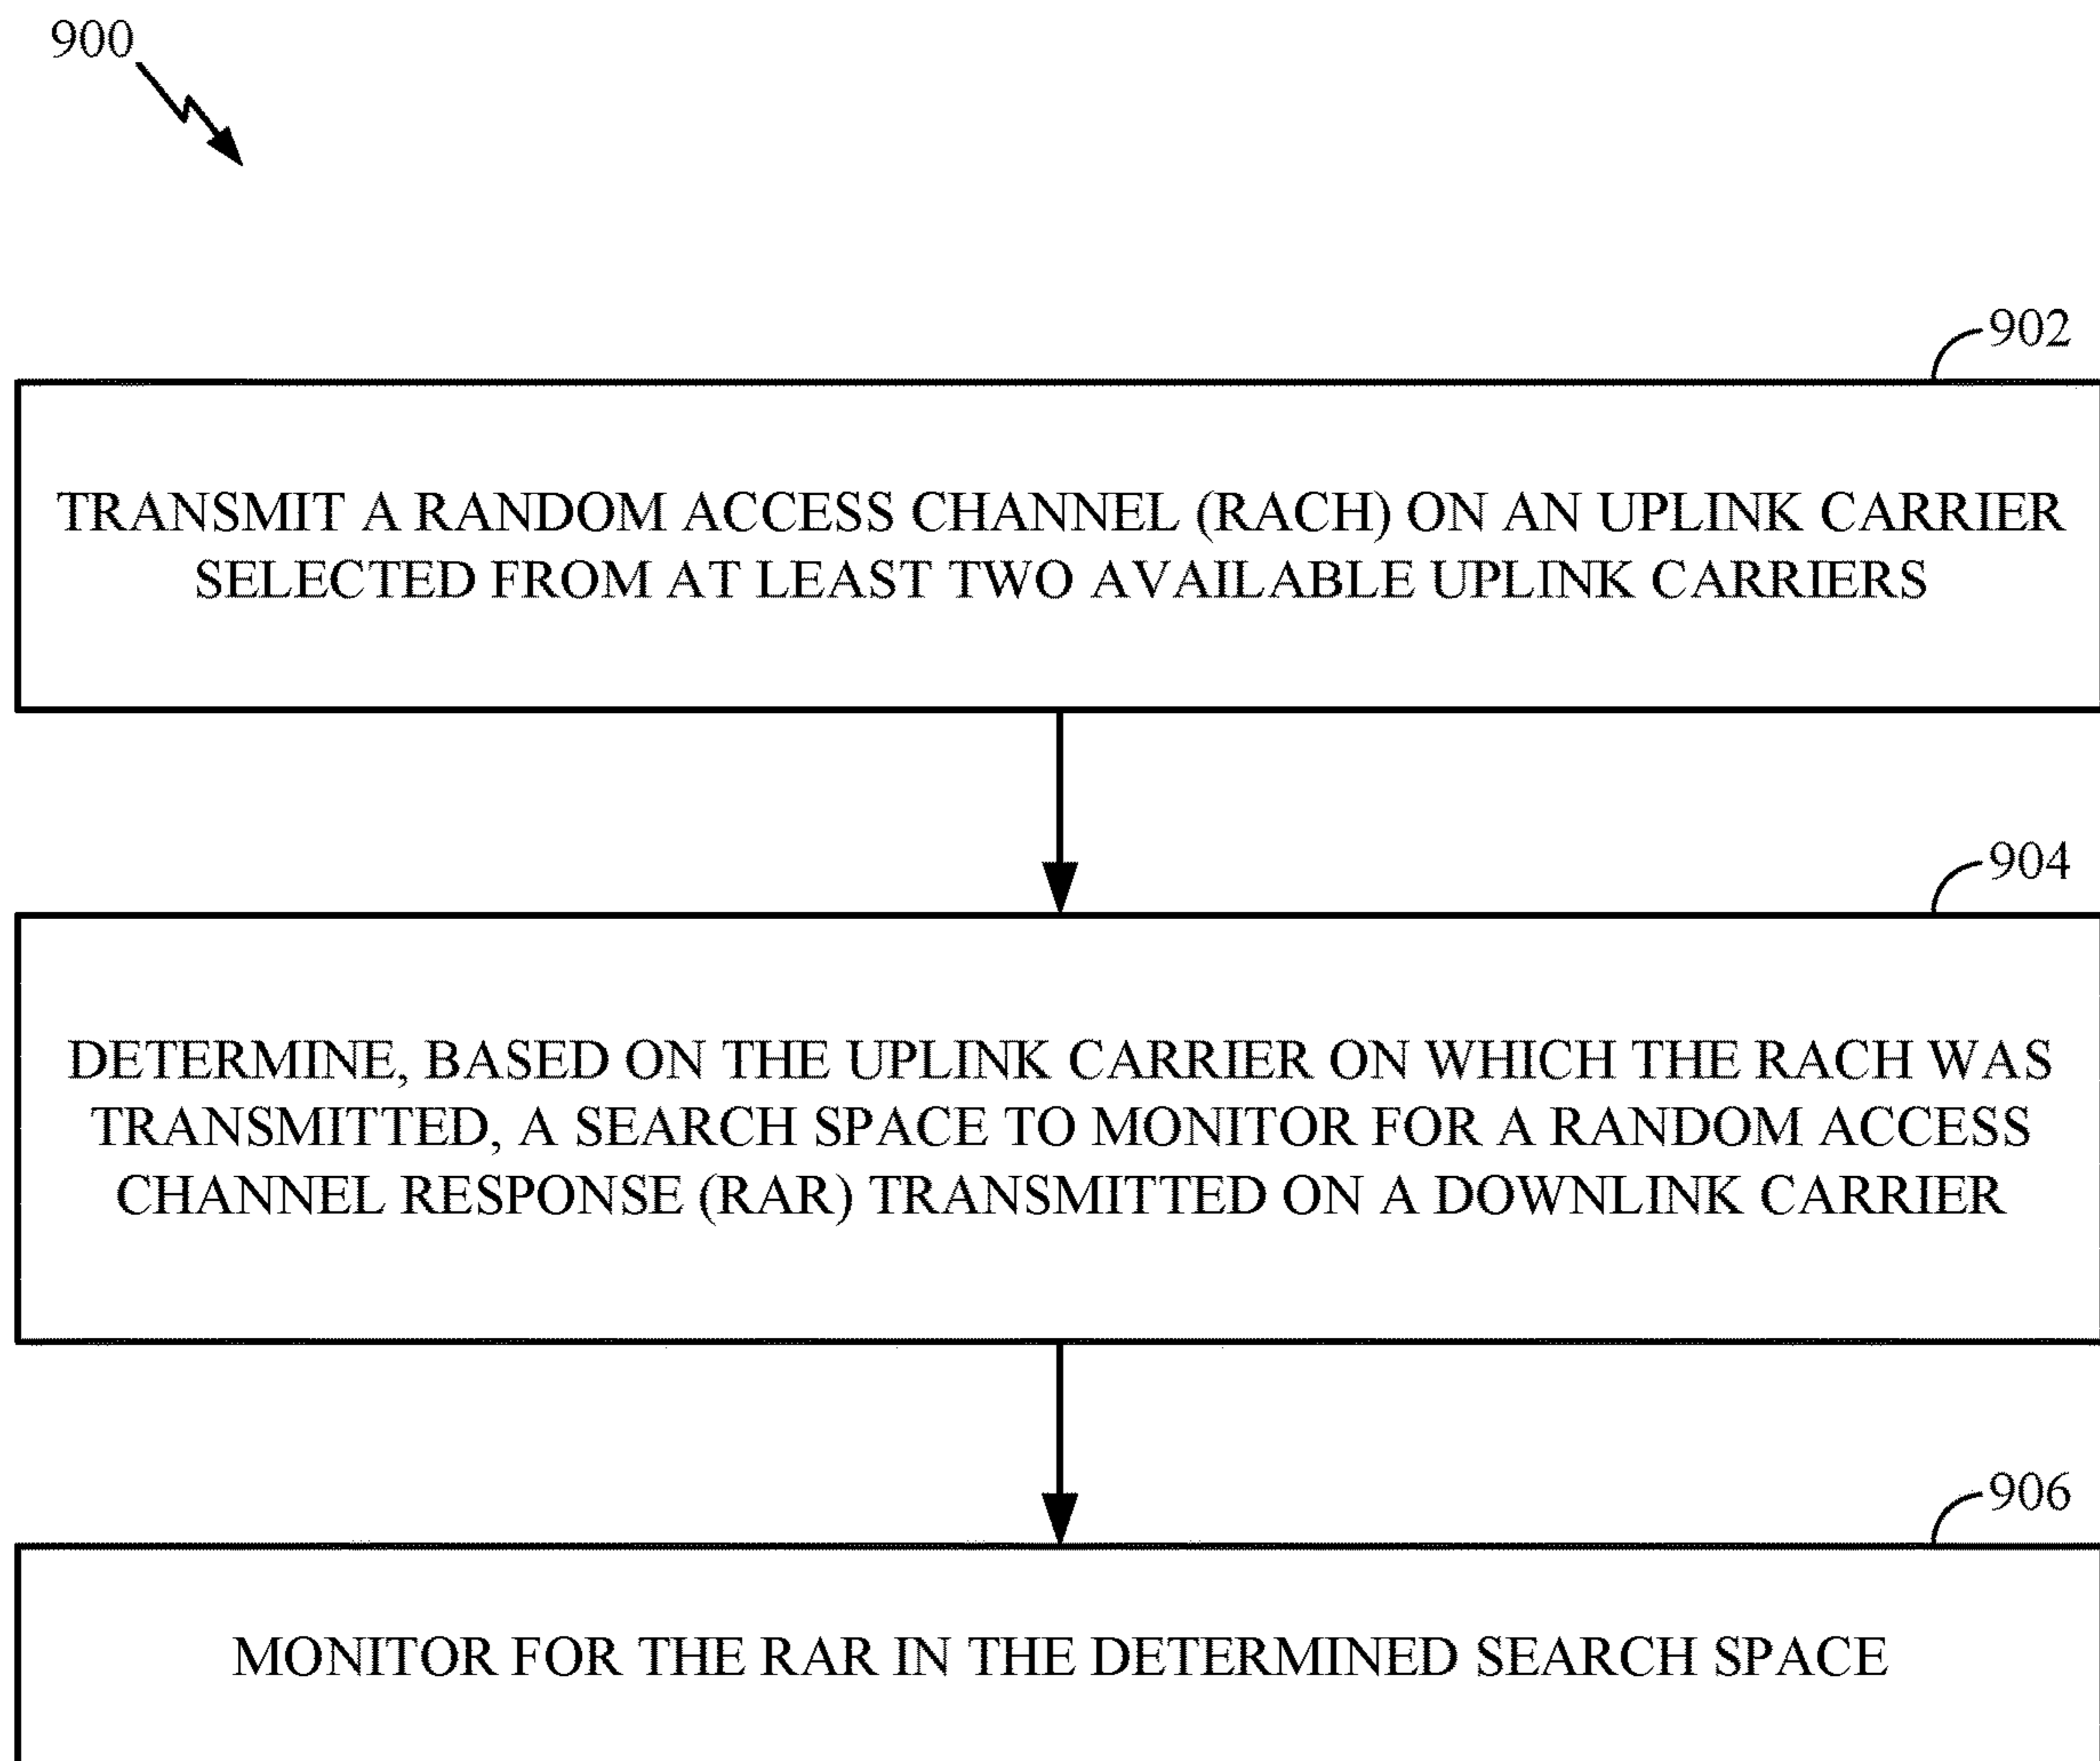 900
902
TRANSMIT A RANDOM ACCESS CHANNEL (RACH) ON AN UPLINK CARRIER
SELECTED FROM AT LEAST TWO AVAILABLE UPLINK CARRIERS
904
DETERMINE, BASED ON THE UPLINK CARRIER ON WHICH THE RACH WAS
TRANSMITTED, A SEARCH SPACE TO MONITOR FOR A RANDOM ACCESS
CHANNEL RESPONSE (RAR) TRANSMITTED ON A DOWNLINK CARRIER
906
MONITOR FOR THE RAR IN THE DETERMINED SEARCH SPACE